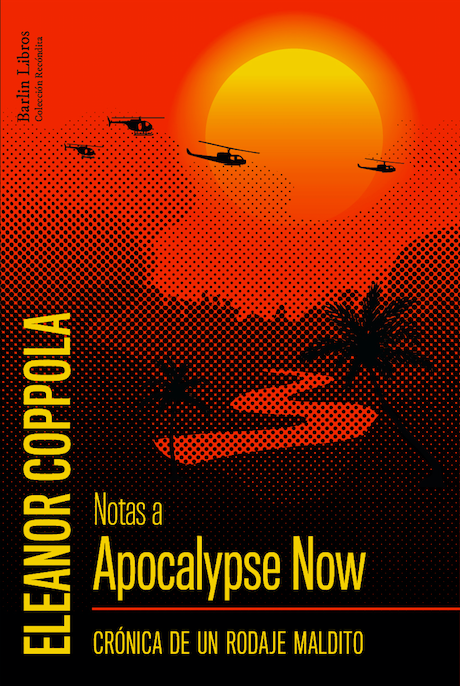 Barlin Libros
Colección Recóndita
ELEANOR COPPOLA
Notas a
Apocalypse Now
CRÓNICA DE UN RODAJE MALDITO